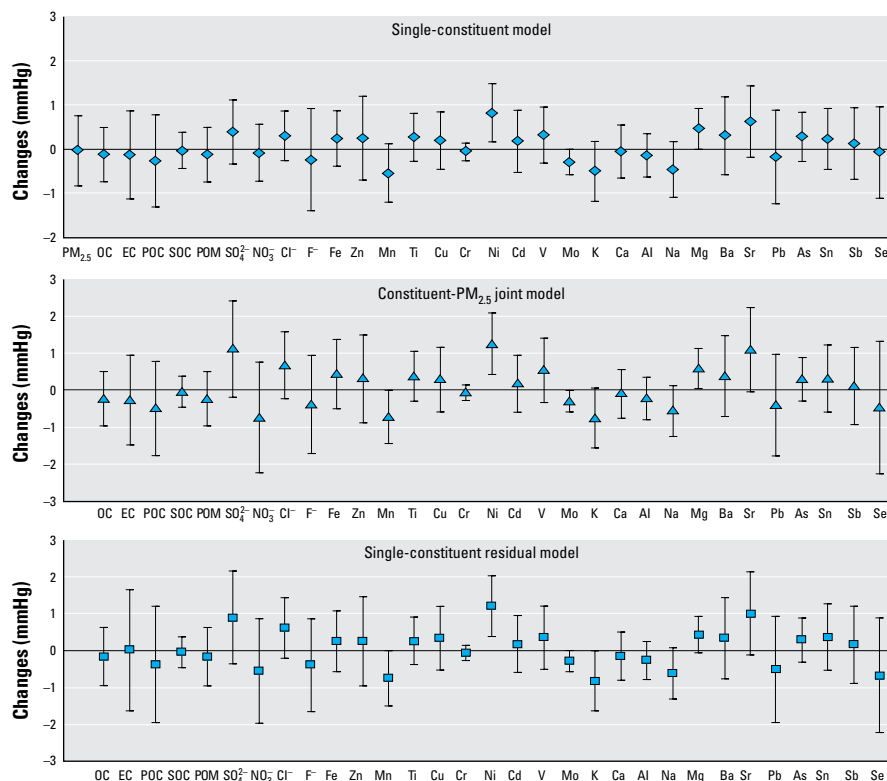 Single-constituent model
Changes (mmHg)
3
2
1
0
−1
−2
PM2.5 OC EC POC SOC POM SO₄²⁻ NO₃⁻ Cl⁻ F⁻ Fe Zn Mn Ti Cu Cr Ni Cd V Mo K Ca Al Na Mg Ba Sr Pb As Sn Sb Se
Constituent-PM2.5 joint model
Changes (mmHg)
3
2
1
0
−1
−2
−3
OC EC POC SOC POM SO₄²⁻ NO₃⁻ Cl⁻ F⁻ Fe Zn Mn Ti Cu Cr Ni Cd V Mo K Ca Al Na Mg Ba Sr Pb As Sn Sb Se
Single-constituent residual model
Changes (mmHg)
3
2
1
0
−1
−2
−3
OC EC POC SOC POM SO₄²⁻ NO₃⁻ Cl⁻ F⁻ Fe Zn Mn Ti Cu Cr Ni Cd V Mo K Ca Al Na Mg Ba Sr Pb As Sn Sb Se